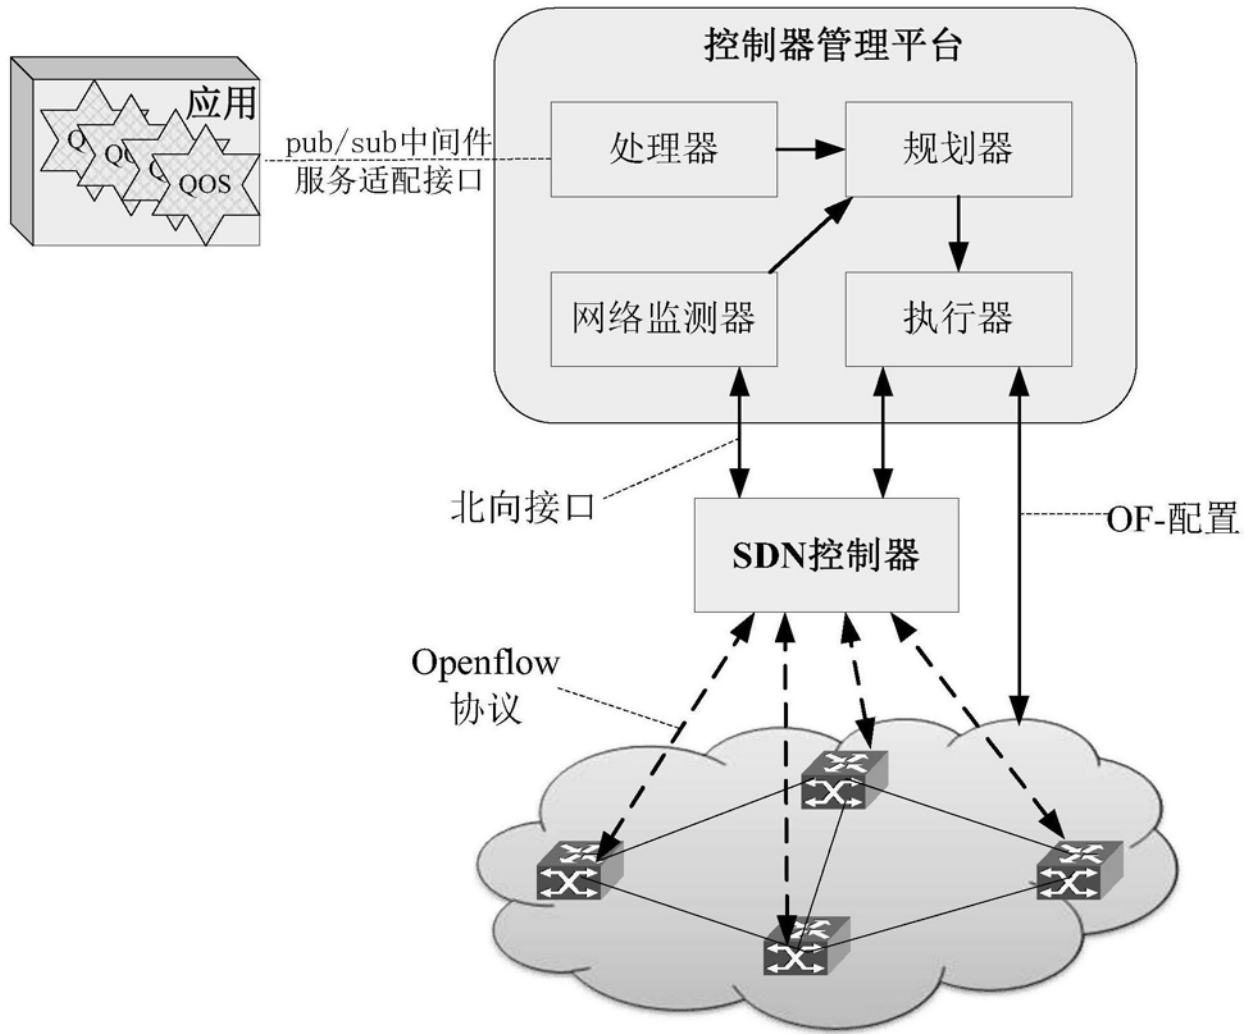 控制器管理平台
应用
Q
QO
Q
QOS
pub/sub中间件
服务适配接口
处理器
规划器
网络监测器
执行器
北向接口
OF-配置
SDN控制器
Openflow
协议